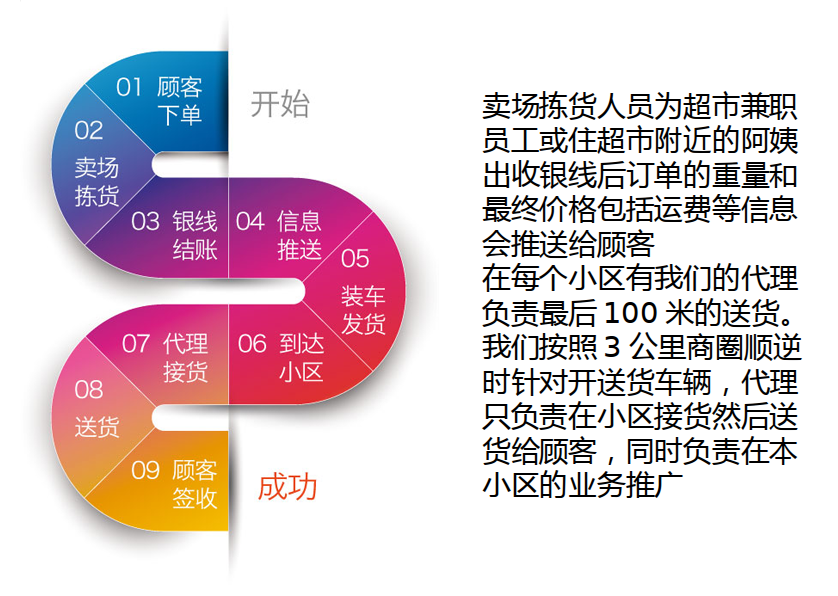 开始
01 顾客
下单
02
卖场
拣货
03 银线
结账
04 信息
推送
05
装车
发货
06 到达
小区
07 代理
接货
08
送货
09 顾客
签收
成功
卖场拣货人员为超市兼职
员工或住超市附近的阿姨
出收银线后订单的重量和
最终价格包括运费等信息
会推送给顾客
在每个小区有我们的代理
负责最后 100 米的送货。
我们按照 3 公里商圈顺逆
时针对开送货车辆，代理
只负责在小区接货然后送
货给顾客，同时负责在本
小区的业务推广